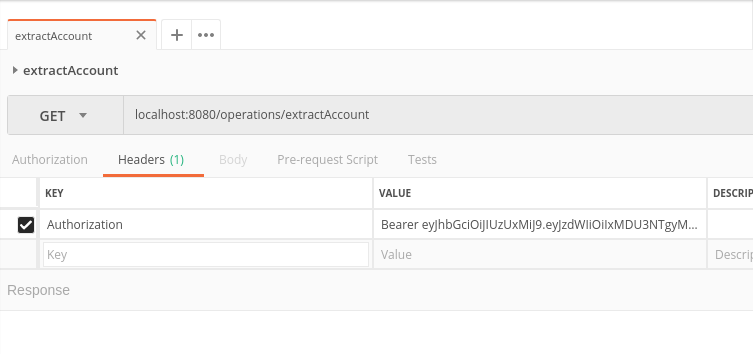 extractAccount
extractAccount
GET localhost:8080/operations/extractAccount
Authorization Headers (1) Body Pre-request Script Tests
KEY VALUE DESCRIP
Authorization Bearer eyJhbGciOiJIUzUxMiJ9.eyJzdWIiOiIxMDU3NTgyM...
Key Value Descrip
Response